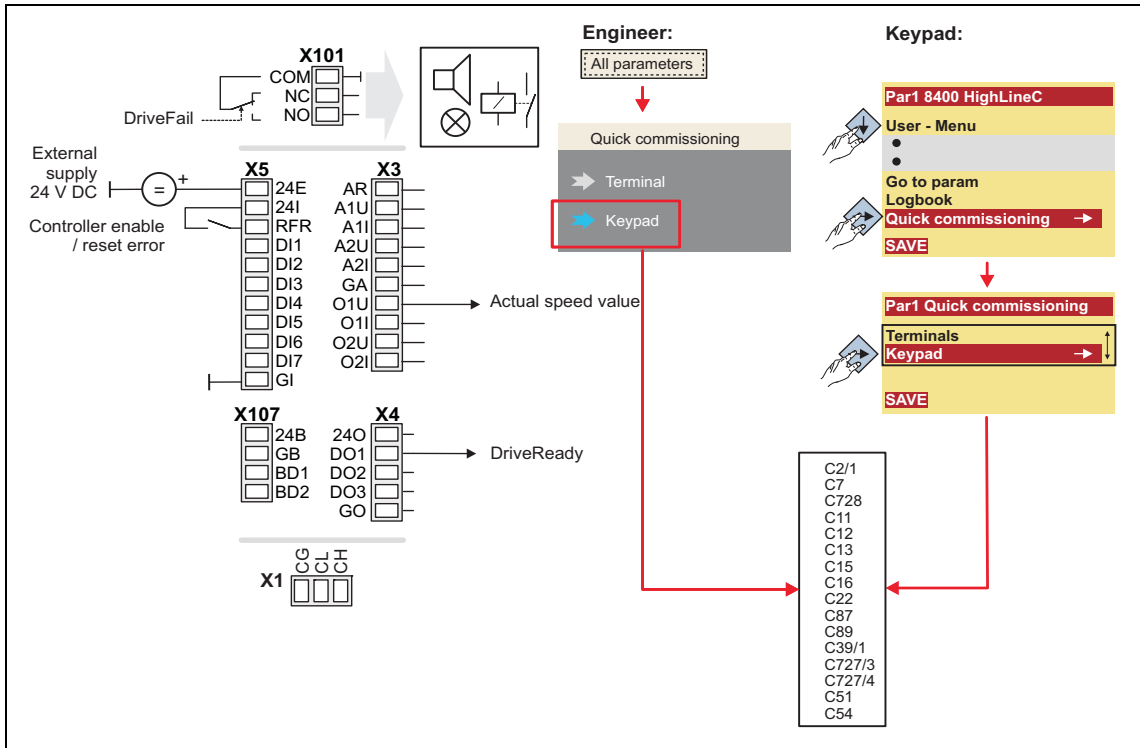 X101
COM
NC
NO
DriveFail
External
supply
24 V DC
=
+
Controller enable
/ reset error
X5
24E
24I
RFR
DI1
DI2
DI3
DI4
DI5
DI6
DI7
GI
X3
AR
A1U
A1I
A2U
A2I
GA
O1U
O1I
O2U
O2I
Actual speed value
X107
24B
GB
BD1
BD2
X4
24O
DO1
DO2
DO3
GO
DriveReady
X1
CG
CL
CH
Engineer:
All parameters
Quick commissioning
Terminal
Keypad
Keypad:
Par1 8400 HighLineC
User - Menu
Go to param
Logbook
Quick commissioning
SAVE
Par1 Quick commissioning
Terminals
Keypad
SAVE
C2/1
C7
C728
C11
C12
C13
C15
C16
C22
C87
C89
C39/1
C727/3
C727/4
C51
C54